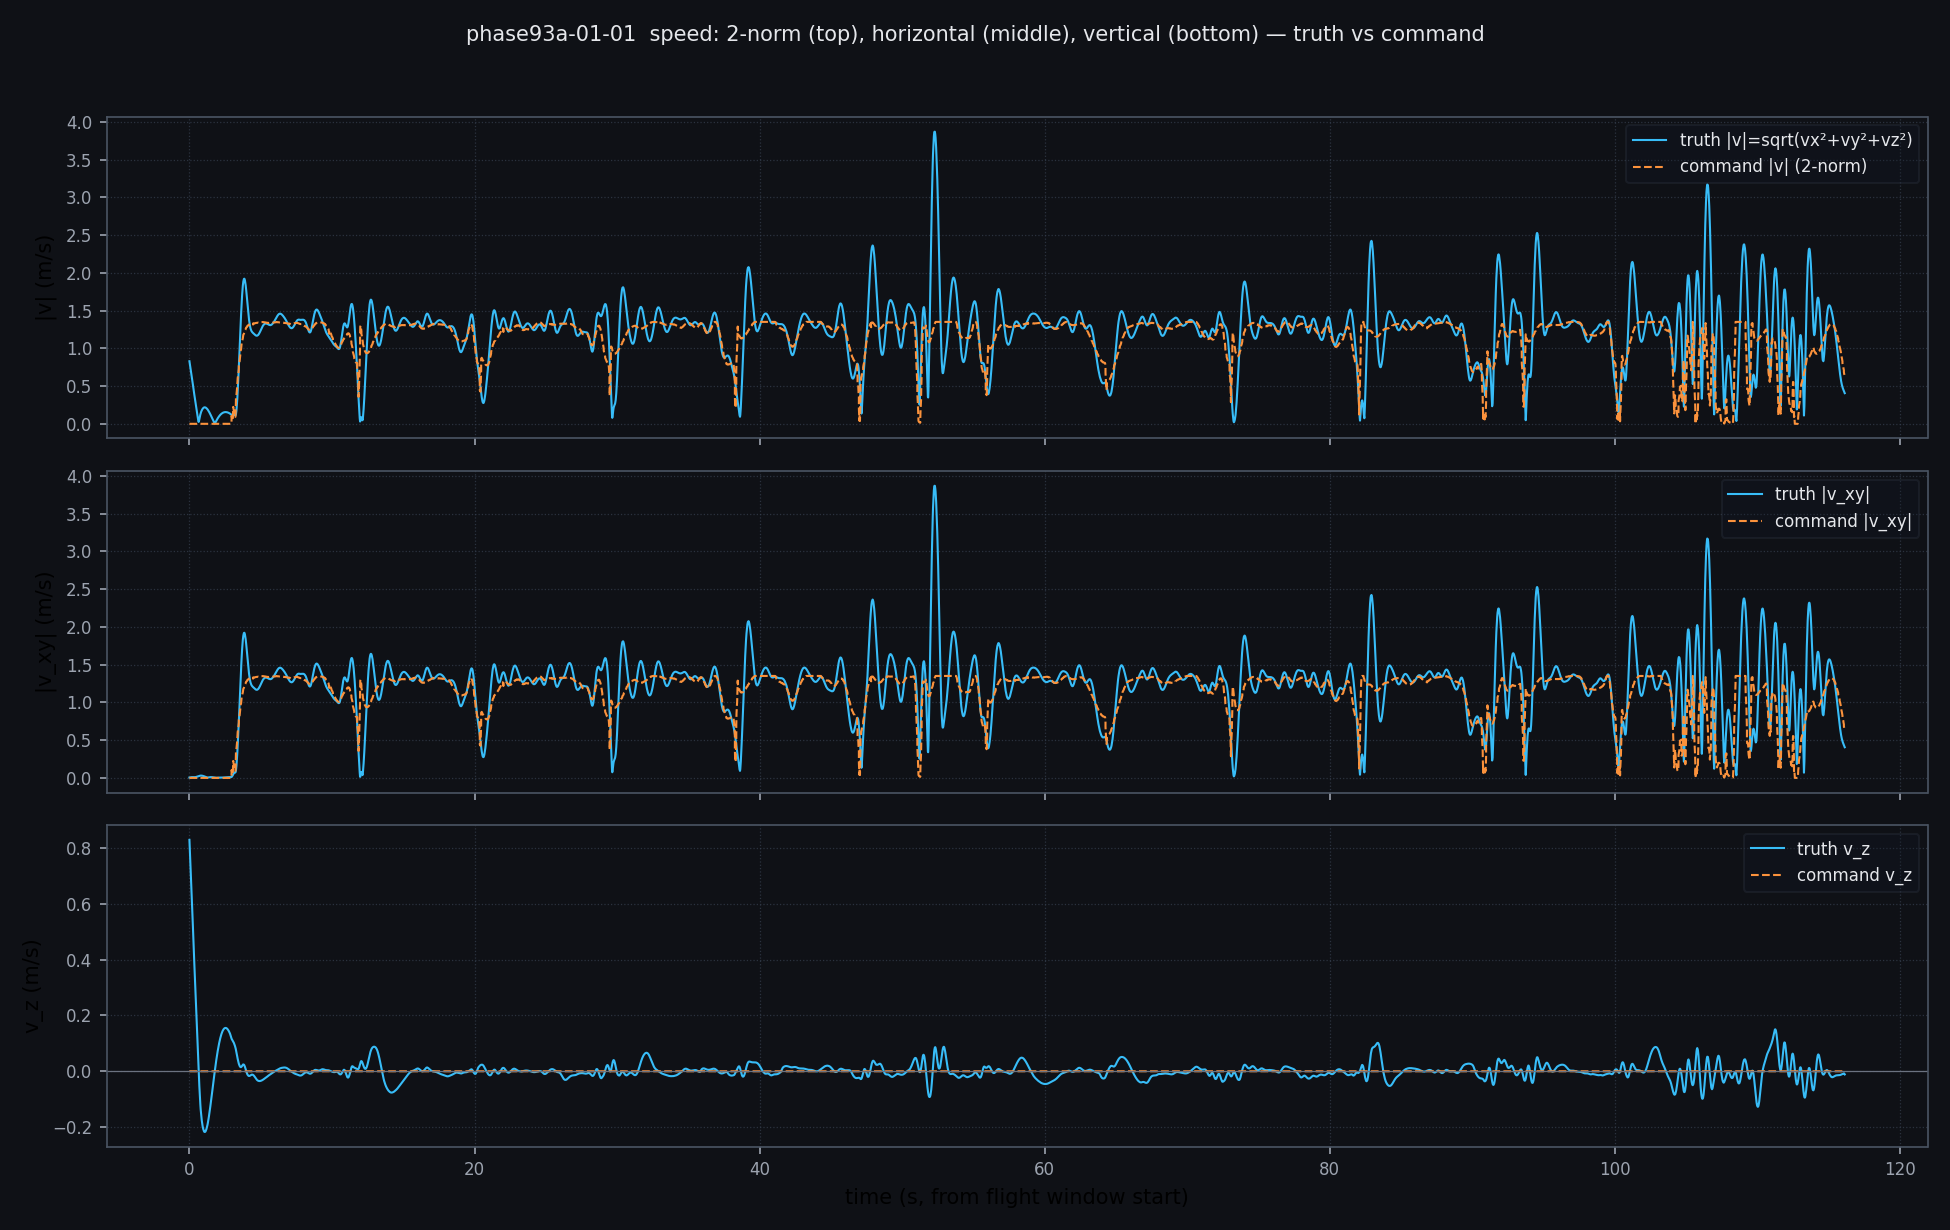 phase93a-01-01  speed: 2-norm (top), horizontal (middle), vertical (bottom) — truth vs command
4.0
3.5
3.0
2.5
2.0
1.5
1.0
0.5
0.0
|v| (m/s)
truth |v|=sqrt(vx²+vy²+vz²)
command |v| (2-norm)
4.0
3.5
3.0
2.5
2.0
1.5
1.0
0.5
0.0
|v_xy| (m/s)
truth |v_xy|
command |v_xy|
0.8
0.6
0.4
0.2
0.0
−0.2
v_z (m/s)
truth v_z
command v_z
0 20 40 60 80 100 120
time (s, from flight window start)